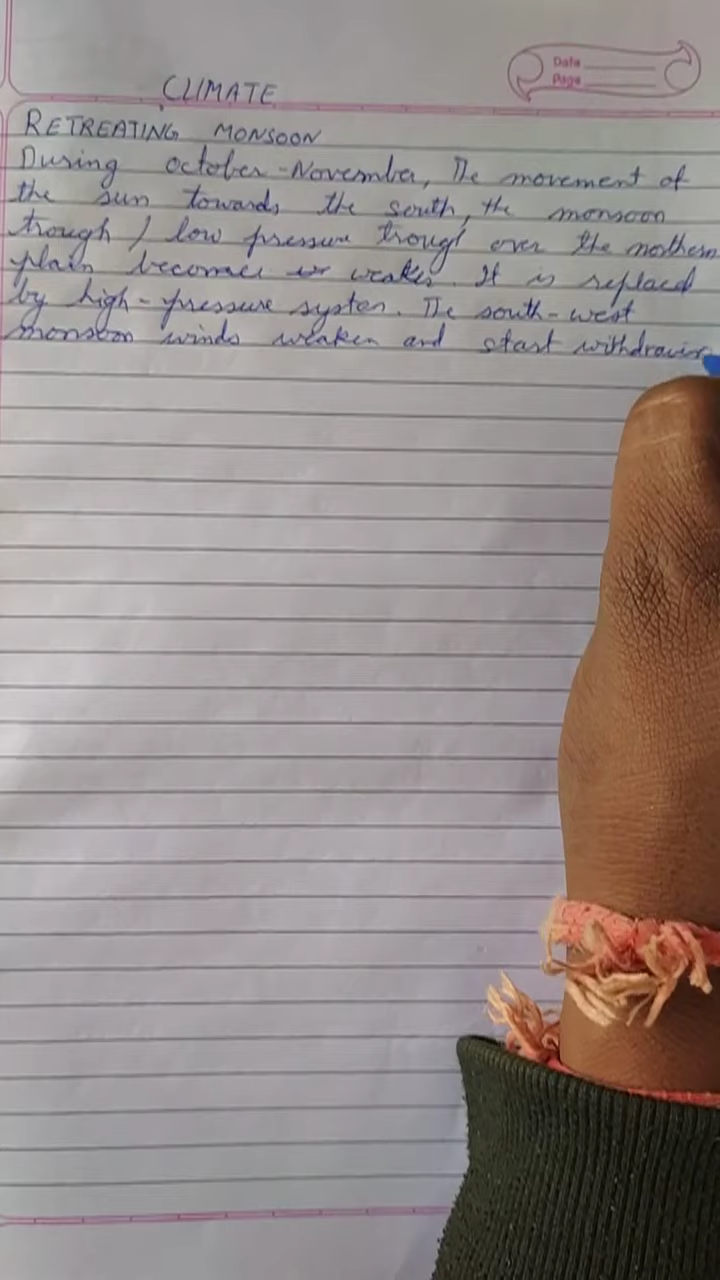 Date
Page
CLIMATE
RETREATING MONSOON
During october-November, The movement of
the sun towards the south, the monsoon
trough / low pressure trough over the nothern
plain becomes weaker. It is replaced
by high-pressure system. The south-west
monsoon winds weaken and start withdrawing